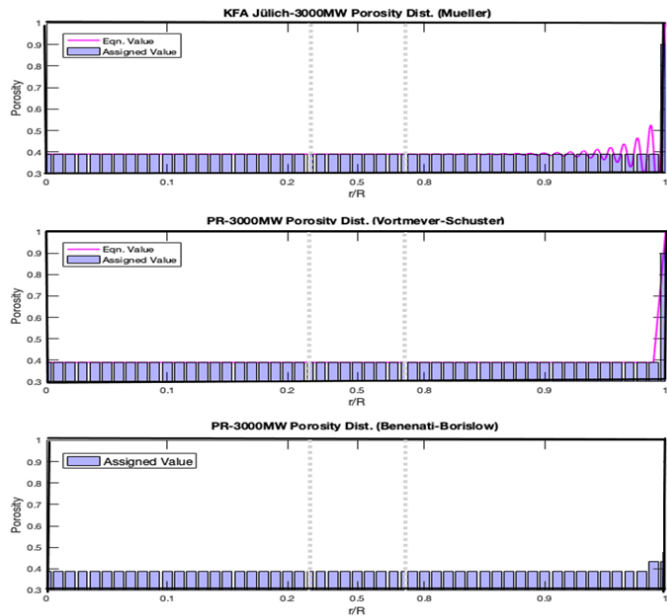 KFA Jülich-3000MW Porosity Dist. (Mueller)
1
0.9
0.8
0.7
0.6
0.5
0.4
0.3
Porosity
Eqn. Value
Assigned Value
0 0.1 0.2 0.5 0.8 0.9 1
r/R
PR-3000MW Porosity Dist. (Vortmeyer-Schuster)
1
0.9
0.8
0.7
0.6
0.5
0.4
0.3
Porosity
Eqn. Value
Assigned Value
0 0.1 0.2 0.5 0.8 0.9 1
r/R
PR-3000MW Porosity Dist. (Benenati-Borislow)
1
0.9
0.8
0.7
0.6
0.5
0.4
0.3
Porosity
Assigned Value
0 0.1 0.2 0.5 0.8 0.9 1
r/R